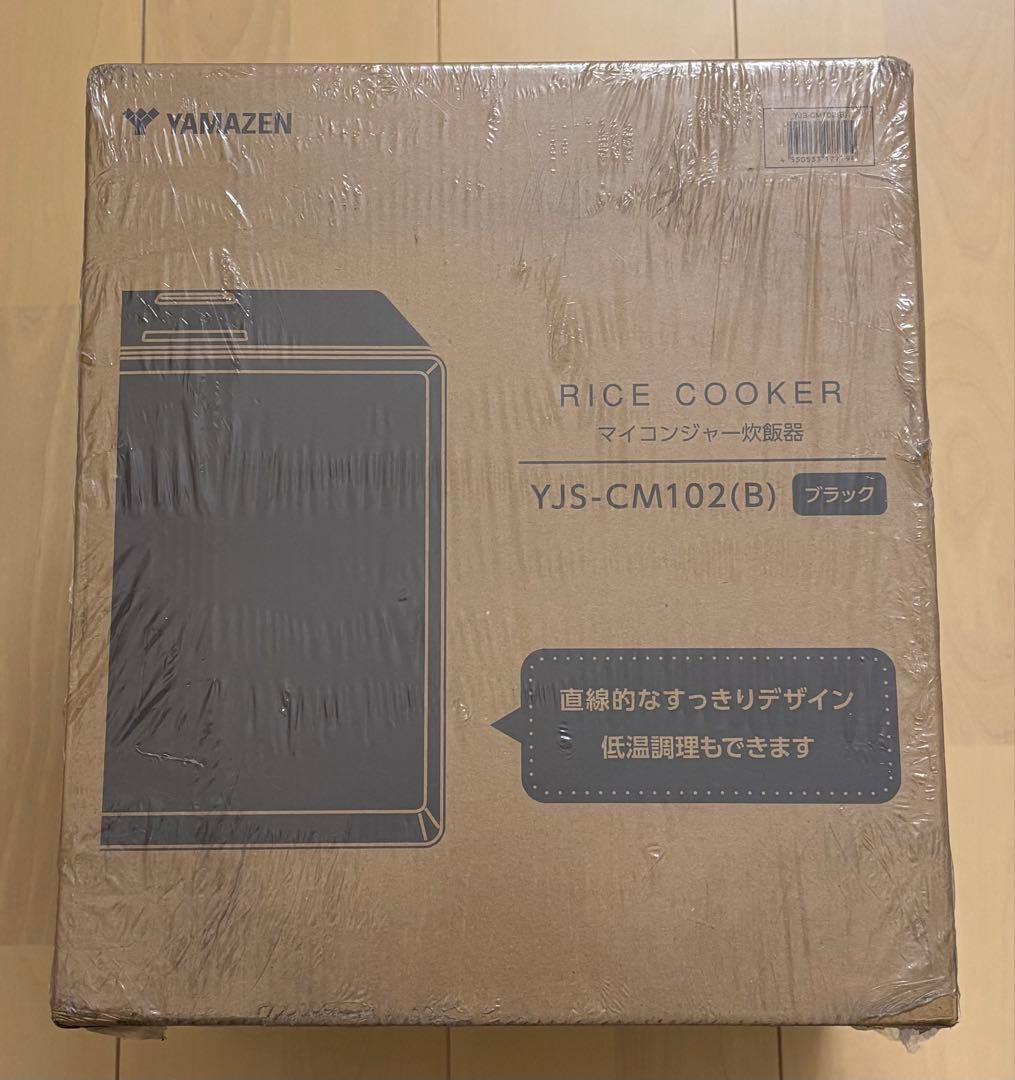 YAMAZEN
YJS-CM102(B)
RICE COOKER
マイコンジャー炊飯器
YJS-CM102(B) ブラック
直線的なすっきりデザイン
低温調理もできます